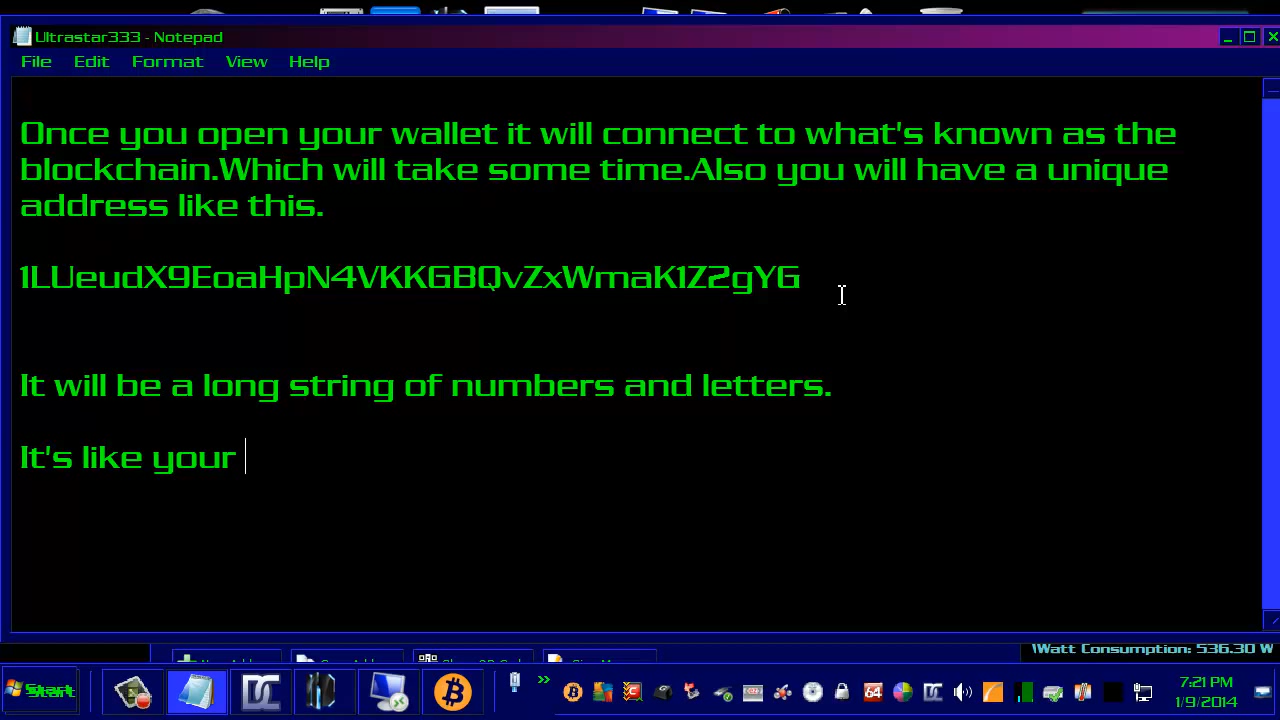 Ultrastar333 - Notepad
File Edit Format View Help
Once you open your wallet it will connect to what's known as the
blockchain.Which will take some time.Also you will have a unique
address like this.
1LUeudX9EoaHpN4VKKGBQvZxWmaK1Z2gYG
It will be a long string of numbers and letters.
It's like your
1Watt Consumption: 536.30 W
Start
64
7:21 PM
1/9/2014